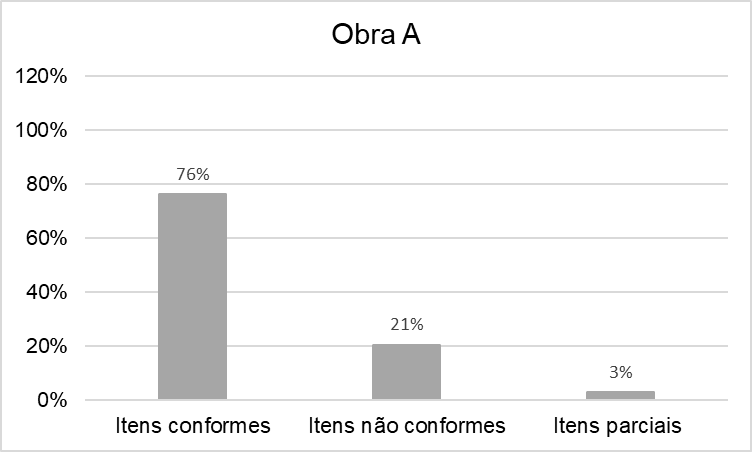 Obra A
120%
100%
80%
60%
40%
20%
0%
76%
21%
3%
Itens conformes
Itens não conformes
Itens parciais